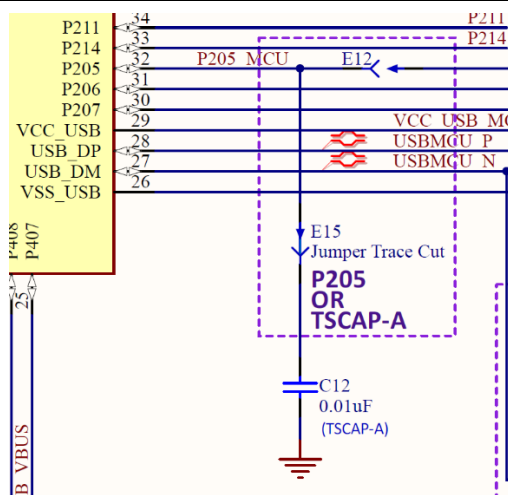 34
P211
P211
33
P214
P214
32
P205
P205_MCU
E12
31
P206
30
P207
29
VCC_USB
VCC_USB_MC
28
USB_DP
USBMCU_P
27
USB_DM
USBMCU_N
26
VSS_USB
P408
P407
E15
Jumper Trace Cut
P205
OR
TSCAP-A
25
C12
0.01uF
(TSCAP-A)
B_VBUS